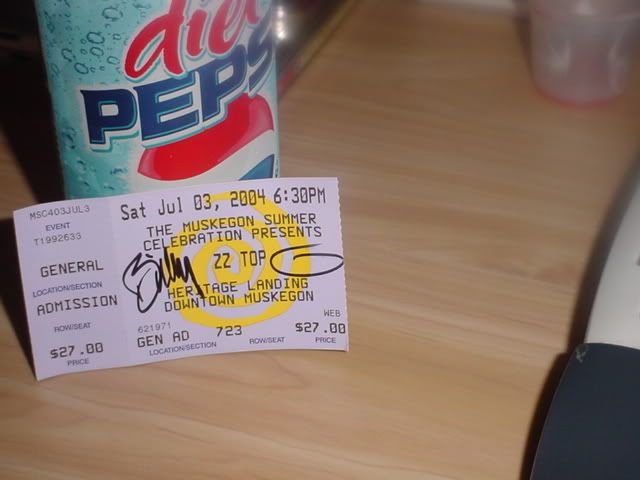 diet
PEPSI
MSC403JUL3
EVENT
T1992633
GENERAL
LOCATION/SECTION
ADMISSION
ROW/SEAT
$27.00
PRICE
Sat Jul 03, 2004 6:30PM
THE MUSKEGON SUMMER
CELEBRATION PRESENTS
Billy ZZ TOP G
HERITAGE LANDING
DOWNTOWN MUSKEGON
621971 WEB
GEN AD 723 $27.00
LOCATION/SECTION ROW/SEAT PRICE